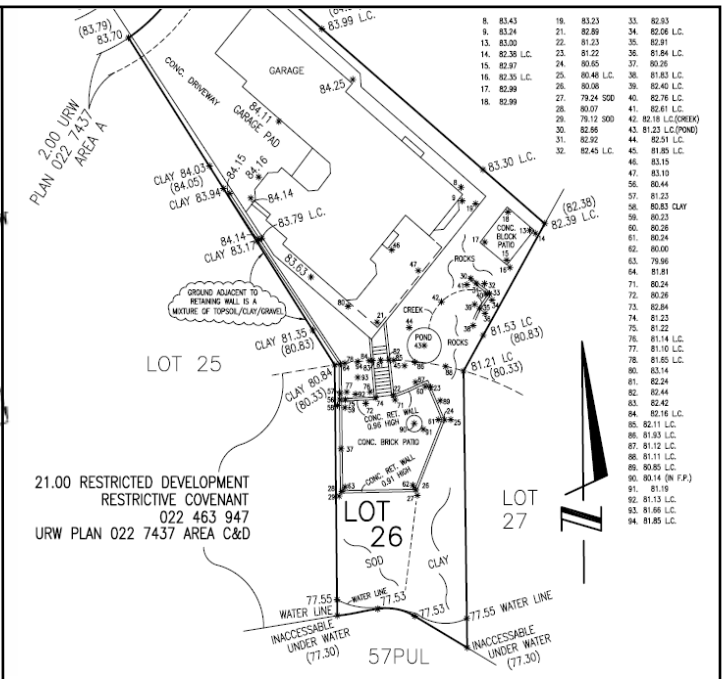 (83.79)
83.70
83.99 L.C.
2.00 URW
PLAN 022 7437
AREA A
CONC. DRIVEWAY
GARAGE
84.25
84.11
GARAGE PAD
CLAY 84.03
(84.05)
84.15
84.16
CLAY 83.94
84.14
83.79 L.C.
84.14
CLAY 83.17
83.63
83.30 L.C.
(82.38)
82.39 L.C.
CONC.
BLOCK
PATIO
ROCKS
CREEK
POND
ROCKS
81.53 LC
(80.83)
81.21 LC
(80.33)
GROUND ADJACENT TO
RETAINING WALL IS A
MIXTURE OF TOPSOIL/CLAY/GRAVEL
CLAY 81.35
(80.83)
CLAY 80.84
(80.33)
LOT 25
CONC. RET. WALL
0.96 HIGH
CONC. BRICK PATIO
CONC. RET. WALL
0.91 HIGH
21.00 RESTRICTED DEVELOPMENT
RESTRICTIVE COVENANT
022 463 947
URW PLAN 022 7437 AREA C&D
LOT
26
LOT
27
SOD
CLAY
77.55
WATER LINE
WATER LINE
77.53
77.53
77.55 WATER LINE
INACCESSABLE
UNDER WATER
(77.30)
INACCESSABLE
UNDER WATER
(77.30)
57PUL
8. 83.43
9. 83.24
13. 83.00
14. 82.38 L.C.
15. 82.97
16. 82.35 L.C.
17. 82.99
18. 82.99
19. 83.23
21. 82.89
22. 81.23
23. 81.22
24. 80.65
25. 80.48 L.C.
26. 80.08
27. 79.24 SOD
28. 80.07
29. 79.12 SOD
30. 82.66
31. 82.92
32. 82.45 L.C.
33. 82.93
34. 82.06 L.C.
35. 82.91
36. 81.84 L.C.
37. 80.26
38. 81.83 L.C.
39. 82.40 L.C.
40. 82.76 L.C.
41. 82.61 L.C.
42. 82.18 L.C.(CREEK)
43. 81.23 L.C.(POND)
44. 82.51 L.C.
45. 81.85 L.C.
46. 83.15
47. 83.10
56. 80.44
57. 81.23
58. 80.83 CLAY
59. 80.23
60. 80.26
61. 80.24
62. 80.00
63. 79.96
64. 81.81
71. 80.24
72. 80.26
73. 82.84
74. 81.23
75. 81.22
76. 81.14 L.C.
77. 81.10 L.C.
78. 81.65 L.C.
80. 83.14
81. 82.24
82. 82.44
83. 82.42
84. 82.16 L.C.
85. 82.11 L.C.
86. 81.93 L.C.
87. 81.12 L.C.
88. 81.11 L.C.
89. 80.85 L.C.
90. 80.14 (IN F.P.)
91. 81.19
92. 81.13 L.C.
93. 81.66 L.C.
94. 81.85 L.C.